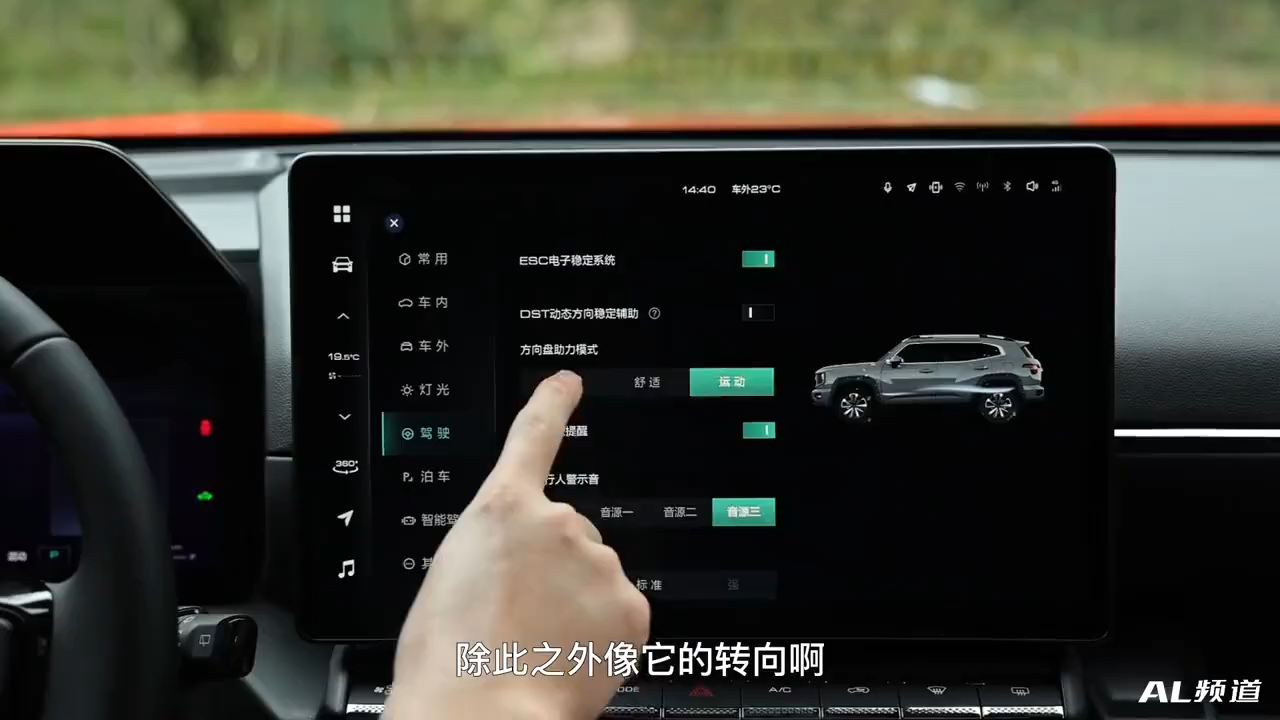 14:40 车外23°C
常用
车内
车外
19.5°C
灯光
驾驶
360°
泊车
智能驾
ESC电子稳定系统
DST动态方向稳定辅助
方向盘助力模式
舒适 运动
提醒
行人警示音
音源一 音源二 音源三
标准 强
除此之外像它的转向啊
A/C
AL频道